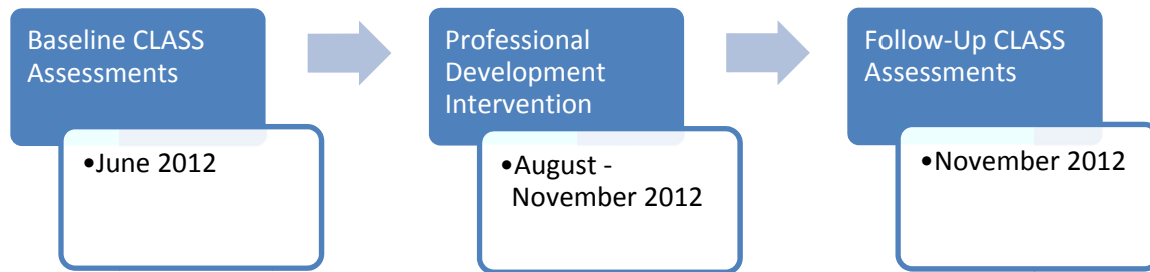 Baseline CLASS
Assessments
•June 2012
Professional
Development
Intervention
•August -
November 2012
Follow-Up CLASS
Assessments
•November 2012